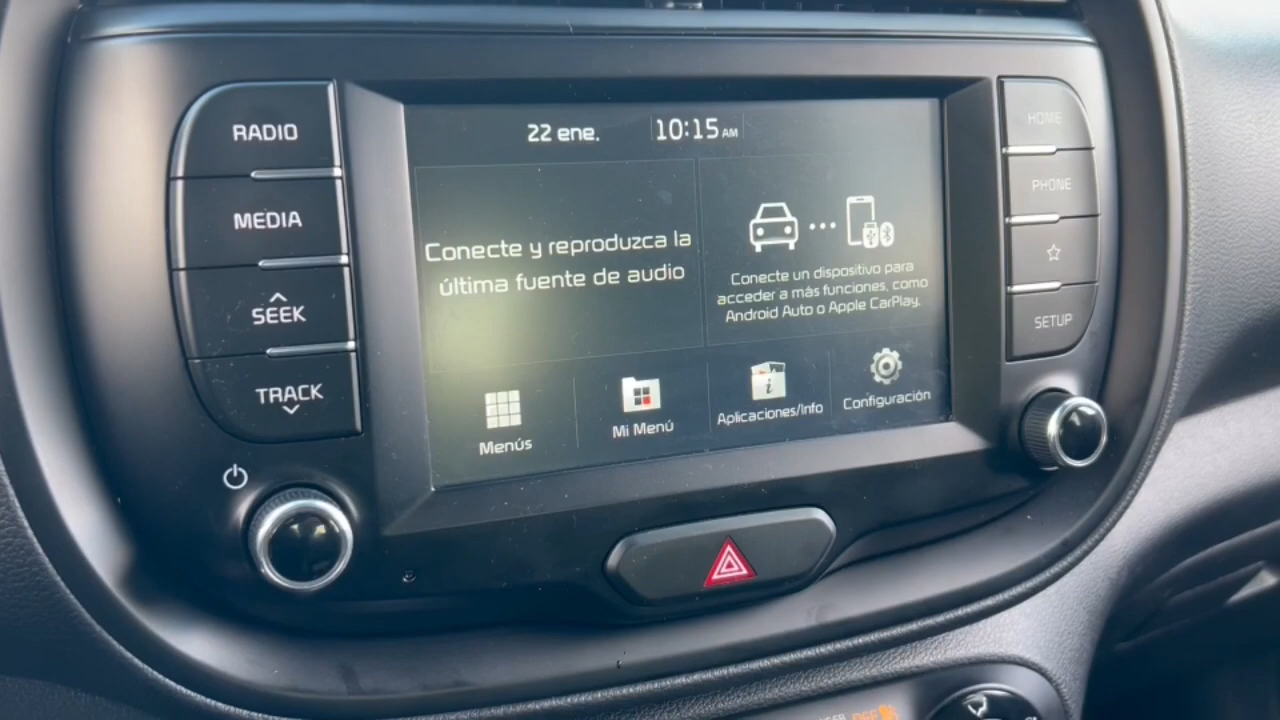 RADIO
MEDIA
SEEK
TRACK
22 ene. 10:15 AM
Conecte y reproduzca la
última fuente de audio
Conecte un dispositivo para
acceder a más funciones, como
Android Auto o Apple CarPlay.
Menús
Mi Menú
Aplicaciones/Info
Configuración
HOME
PHONE
SETUP
OFF